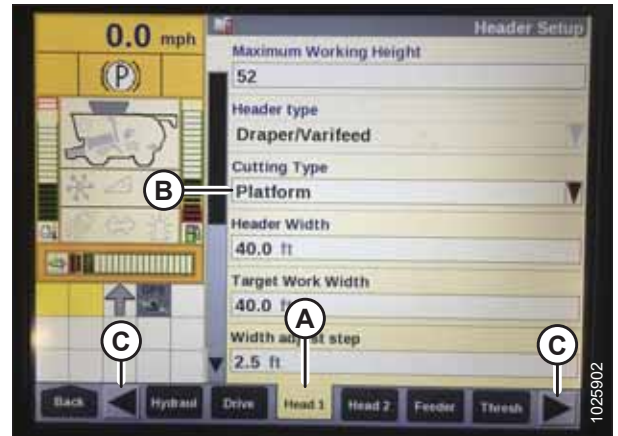 0.0 mph
Header Setup
(P)
Maximum Working Height
52
Header type
Draper/Varifeed
Cutting Type
B
Platform
Header Width
40.0 ft
Target Work Width
40.0 ft
A
Width adjust step
C
C
2.5 ft
Back
Hydraul
Drive
Head 1
Head 2
Feeder
Thresh
1025902